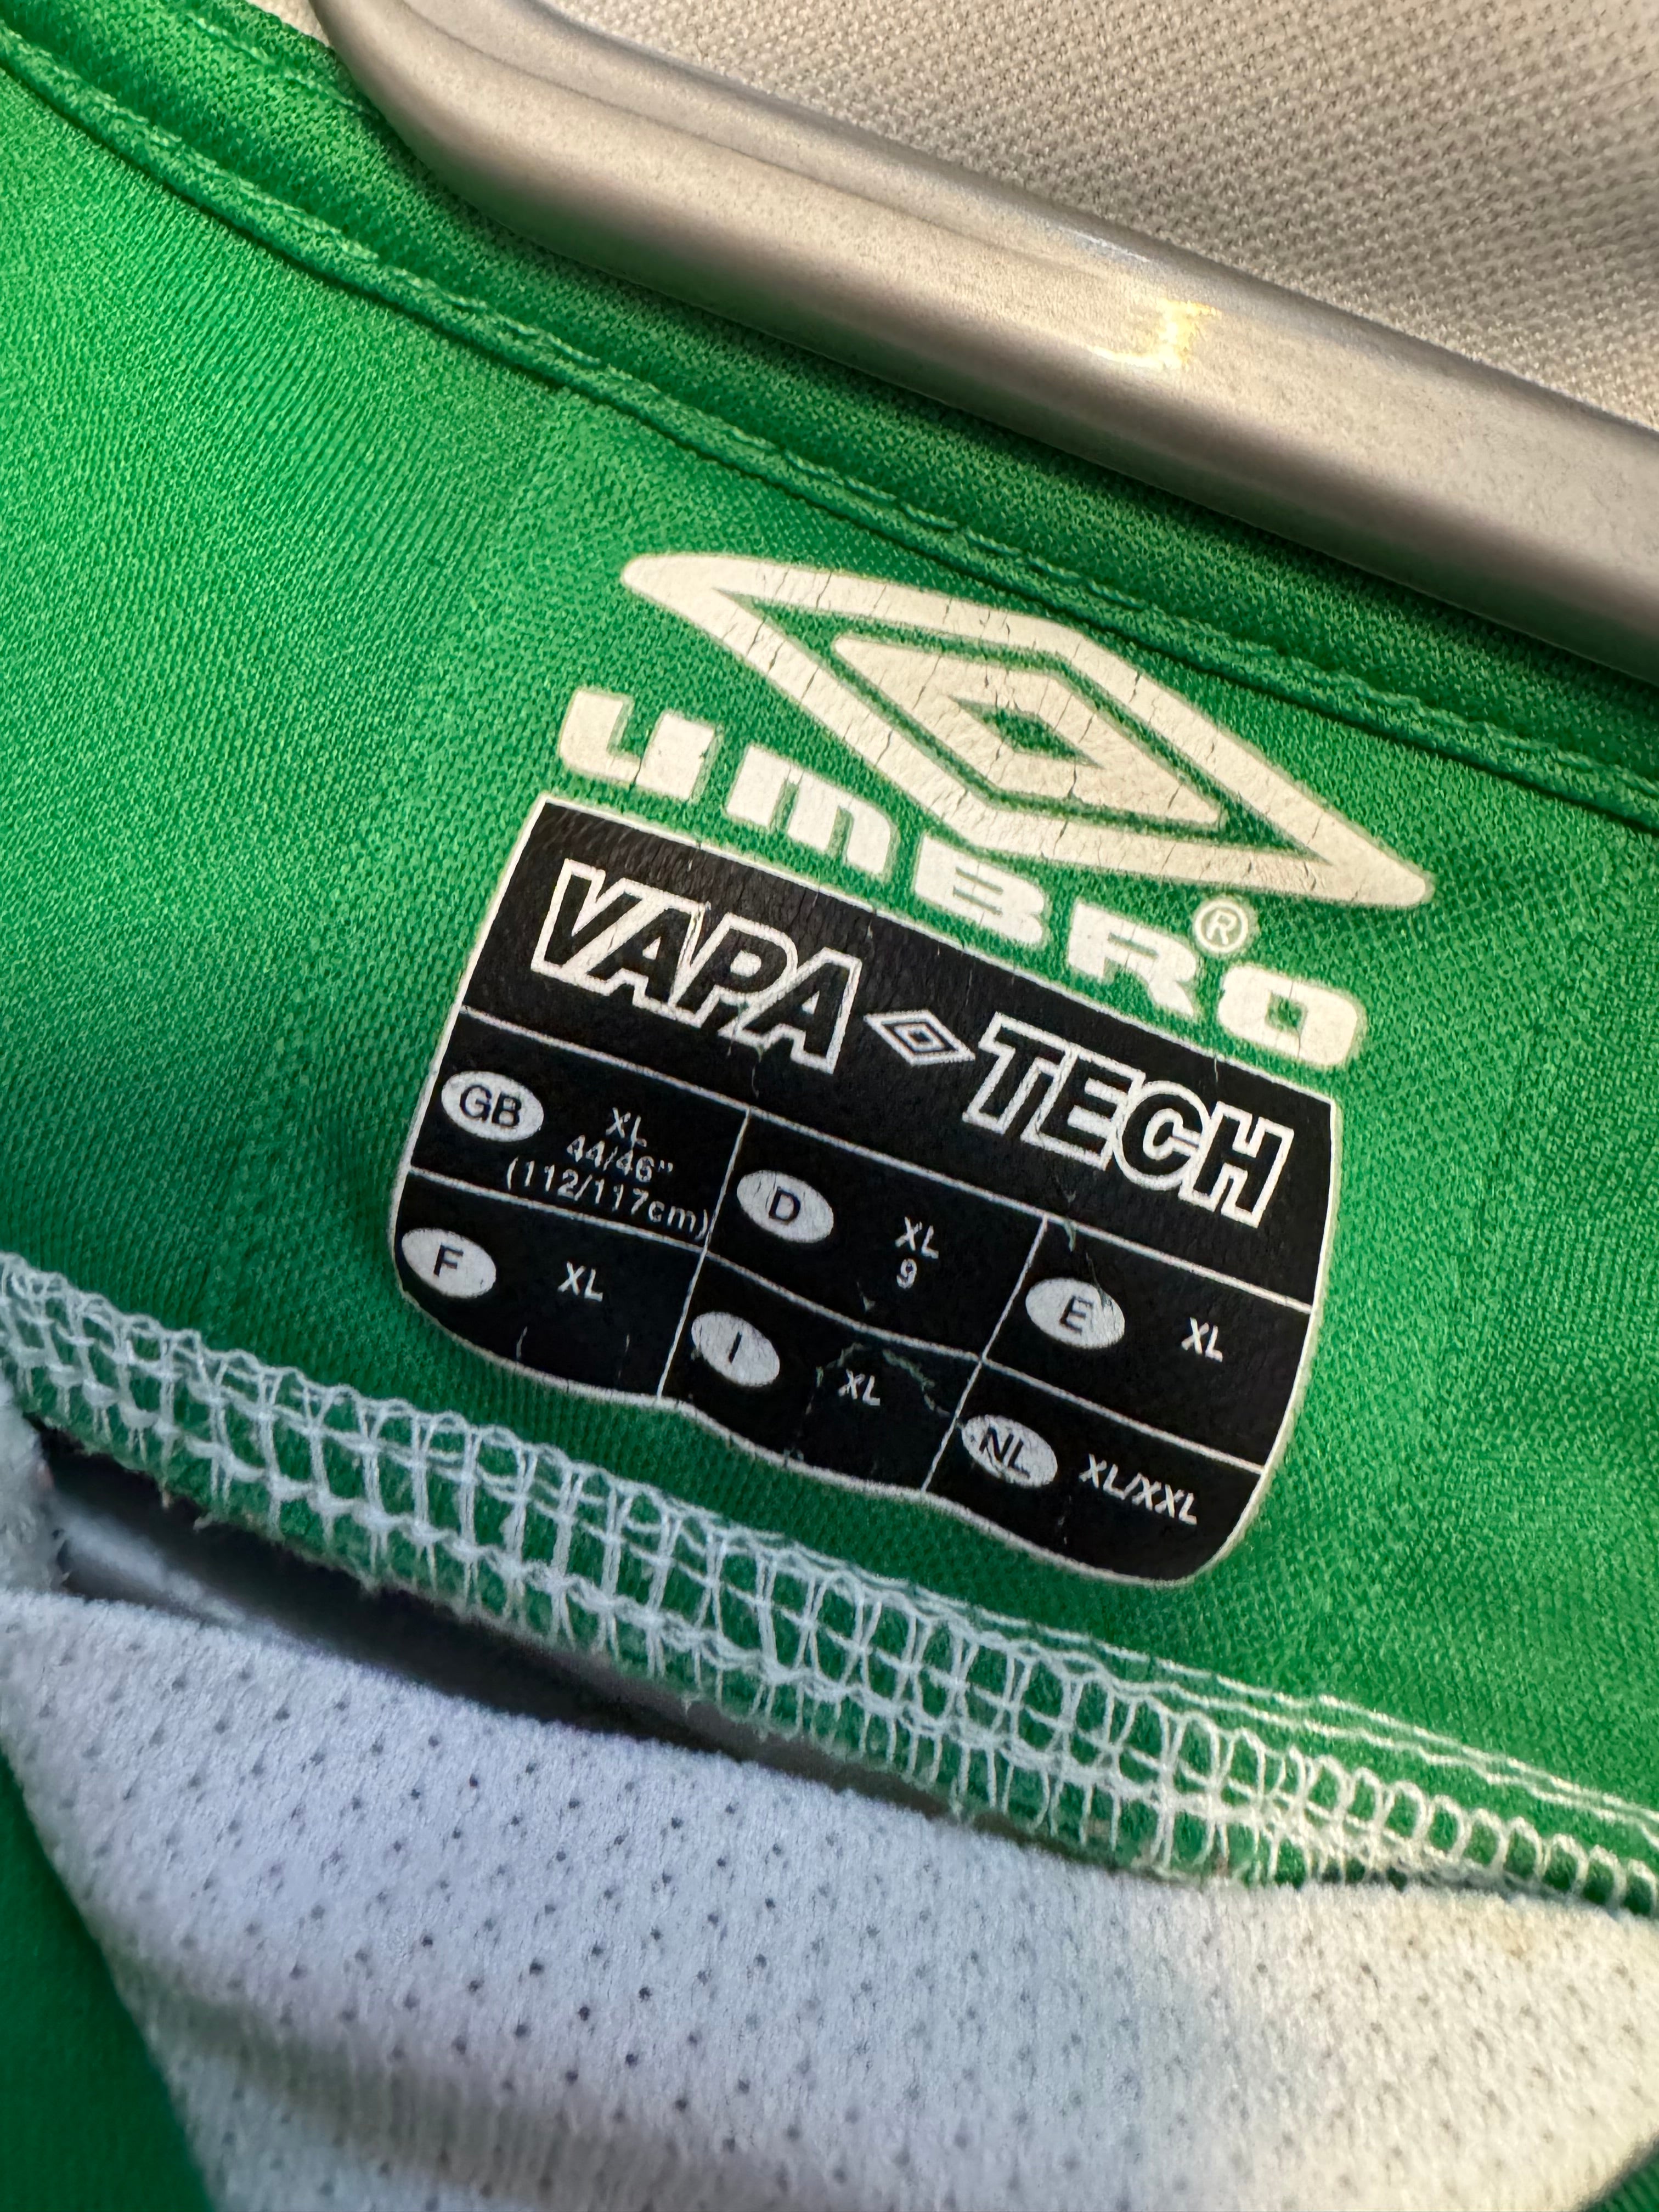 UMBRO®
VAPA TECH
GB XL
44/46"
(112/117cm)
D XL
9
E XL
F XL
I XL
NL XL/XXL